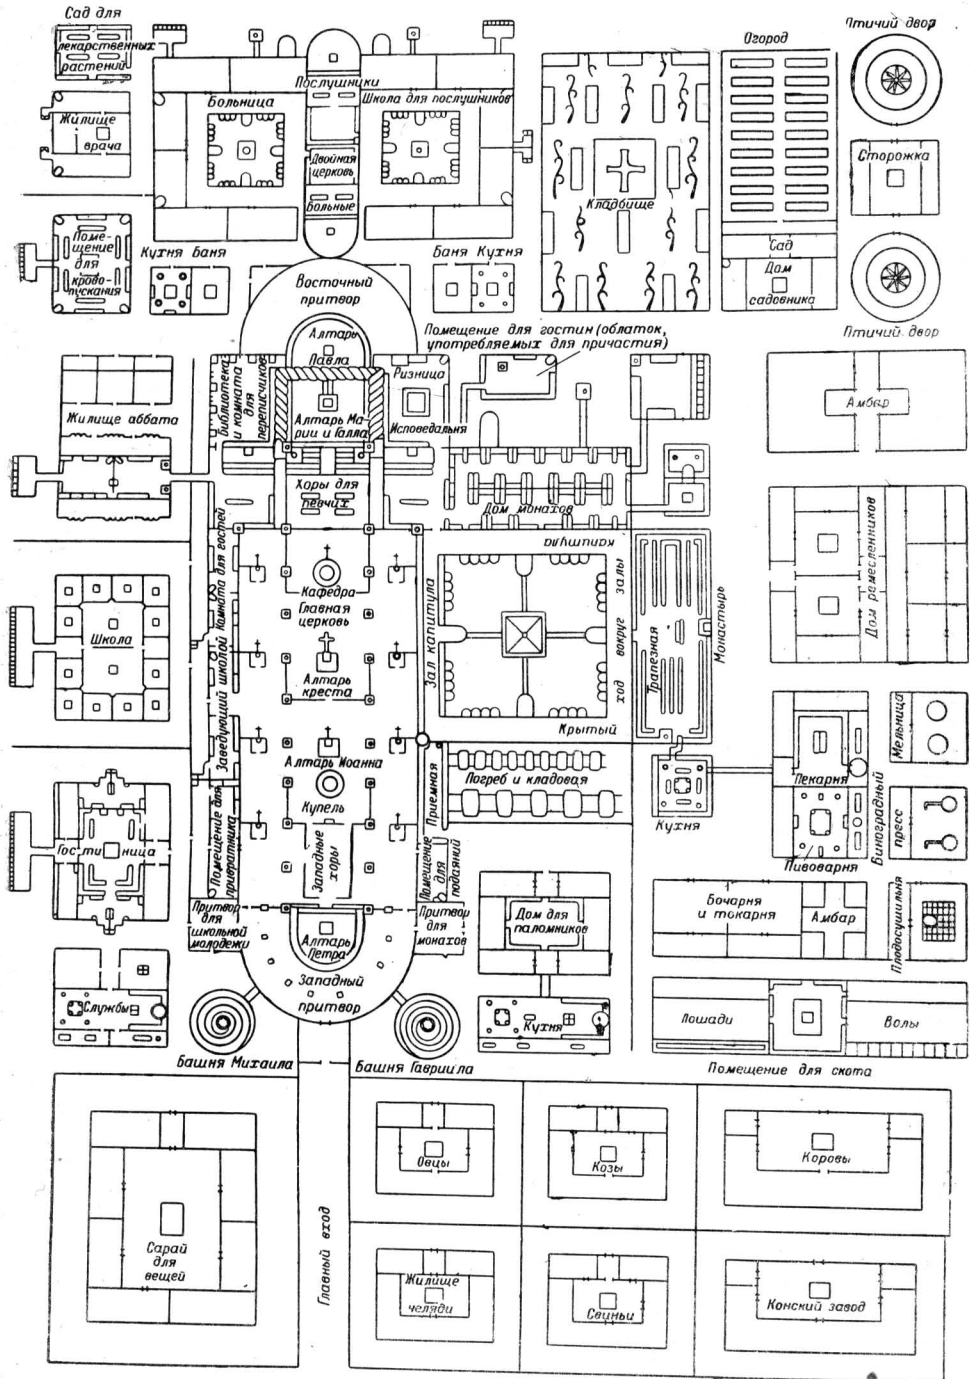 Сад для
лекарственных
растений
Птичий двор
Огород
Послушники
Больница
Школа для послушников
Жилище
врача
Двойная
церковь
Сторожка
Больные
Кладбище
Поме-
щение
для
крово-
пускания
Кухня Баня
Баня Кухня
Сад
Дом
садовника
Восточный
притвор
Алтарь
Павла
Помещение для гостии (облаток,
употребляемых для причастия)
Птичий двор
Жилище аббата
Библиотека
и комната
для
переписчиков
Ризница
Исповедальня
Алтарь Ма-
рии и Галла
Амбар
Хоры для
певчих
Дом монахов
Дом ремесленников
Комната для гостей
Кафедра
Главная
церковь
Зал капитула
Крытый
ход вокруг залы
капитула
Трапезная
Монастырь
Школа
Заведующий школой
Алтарь
креста
Крытый
Алтарь Иоанна
Купель
Приемная
Погреб и кладовая
Кухня
Пекарня
Мельница
Виноградный
пресс
Пивоварня
Гостиница
Помещение для
привратника
Западные
хоры
Помещение
для
подаяний
Притвор
для
школьной
молодежи
Алтарь
Петра
Притвор
для
монахов
Дом для
паломников
Бочарня
и токарня
Амбар
Плодосушильня
Службы
Западный
притвор
Кухня
Лошади
Волы
Башня Михаила
Башня Гавриила
Помещение для скота
Овцы
Козы
Коровы
Сарай
для
вещей
Главный вход
Жилище
челяди
Свиньи
Конский завод